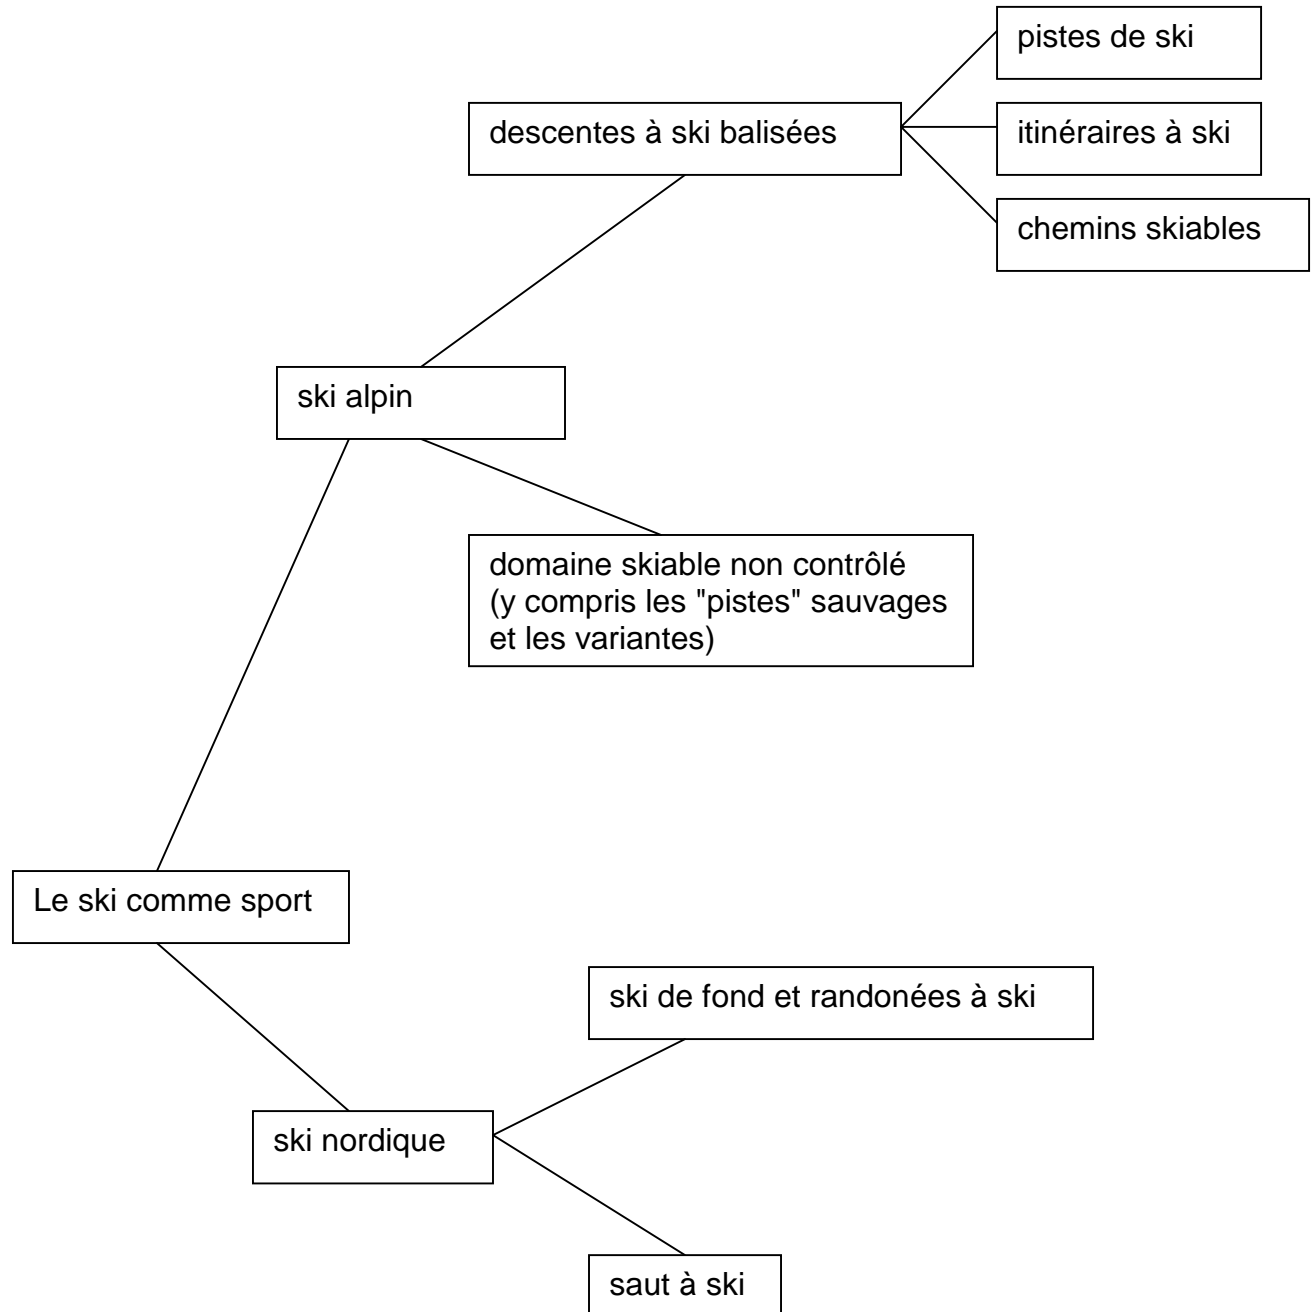 pistes de ski
descentes à ski balisées
itinéraires à ski
chemins skiables
ski alpin
domaine skiable non contrôlé
(y compris les "pistes" sauvages
et les variantes)
Le ski comme sport
ski de fond et randonées à ski
ski nordique
saut à ski